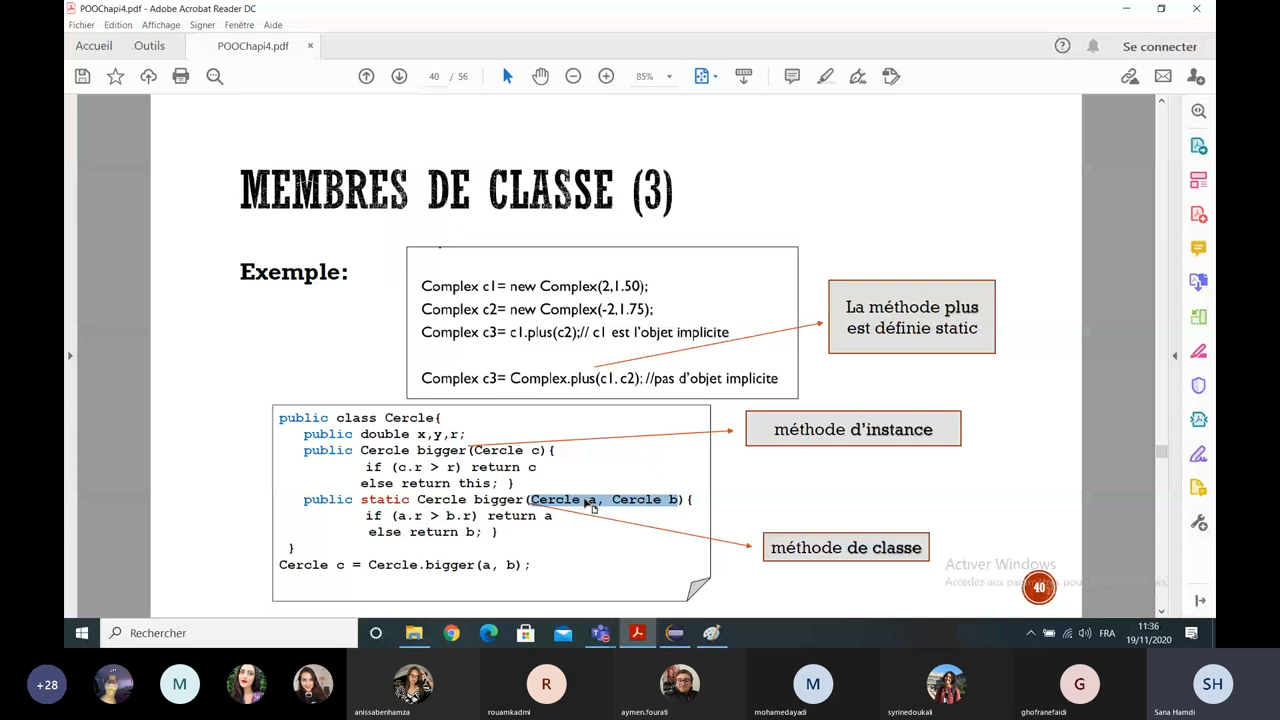 POOChapi4.pdf - Adobe Acrobat Reader DC
Fichier Edition Affichage Signer Fenêtre Aide
Accueil Outils POOChapi4.pdf × Se connecter
40 / 56 85%
MEMBRES DE CLASSE (3)
Exemple:
Complex c1= new Complex(2,1.50);
Complex c2= new Complex(-2,1.75);
Complex c3= c1.plus(c2);// c1 est l'objet implicite
Complex c3= Complex.plus(c1, c2); //pas d'objet implicite
La méthode plus
est définie static
public class Cercle{
public double x,y,r;
public Cercle bigger(Cercle c){
if (c.r > r) return c
else return this; }
public static Cercle bigger(Cercle a, Cercle b){
if (a.r > b.r) return a
else return b; }
}
Cercle c = Cercle.bigger(a, b);
méthode d'instance
méthode de classe
Activer Windows
Accédez aux
40
Rechercher
FRA
11:36
19/11/2020
+28
M
R
M
G
SH
anissabenhamza
rouamkadmi
aymen.fourati
mohamedayadi
syrinedoukali
ghofranefaidi
Sana Hamdi